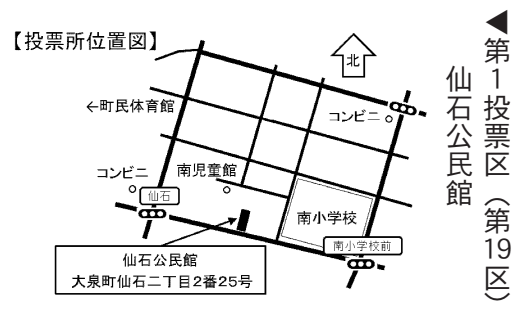 ◀第1投票区（第19区）
仙石公民館
【投票所位置図】
北
コンビニ
←町民体育館
南児童館
コンビニ
仙石
南小学校
南小学校前
仙石公民館
大泉町仙石二丁目2番25号